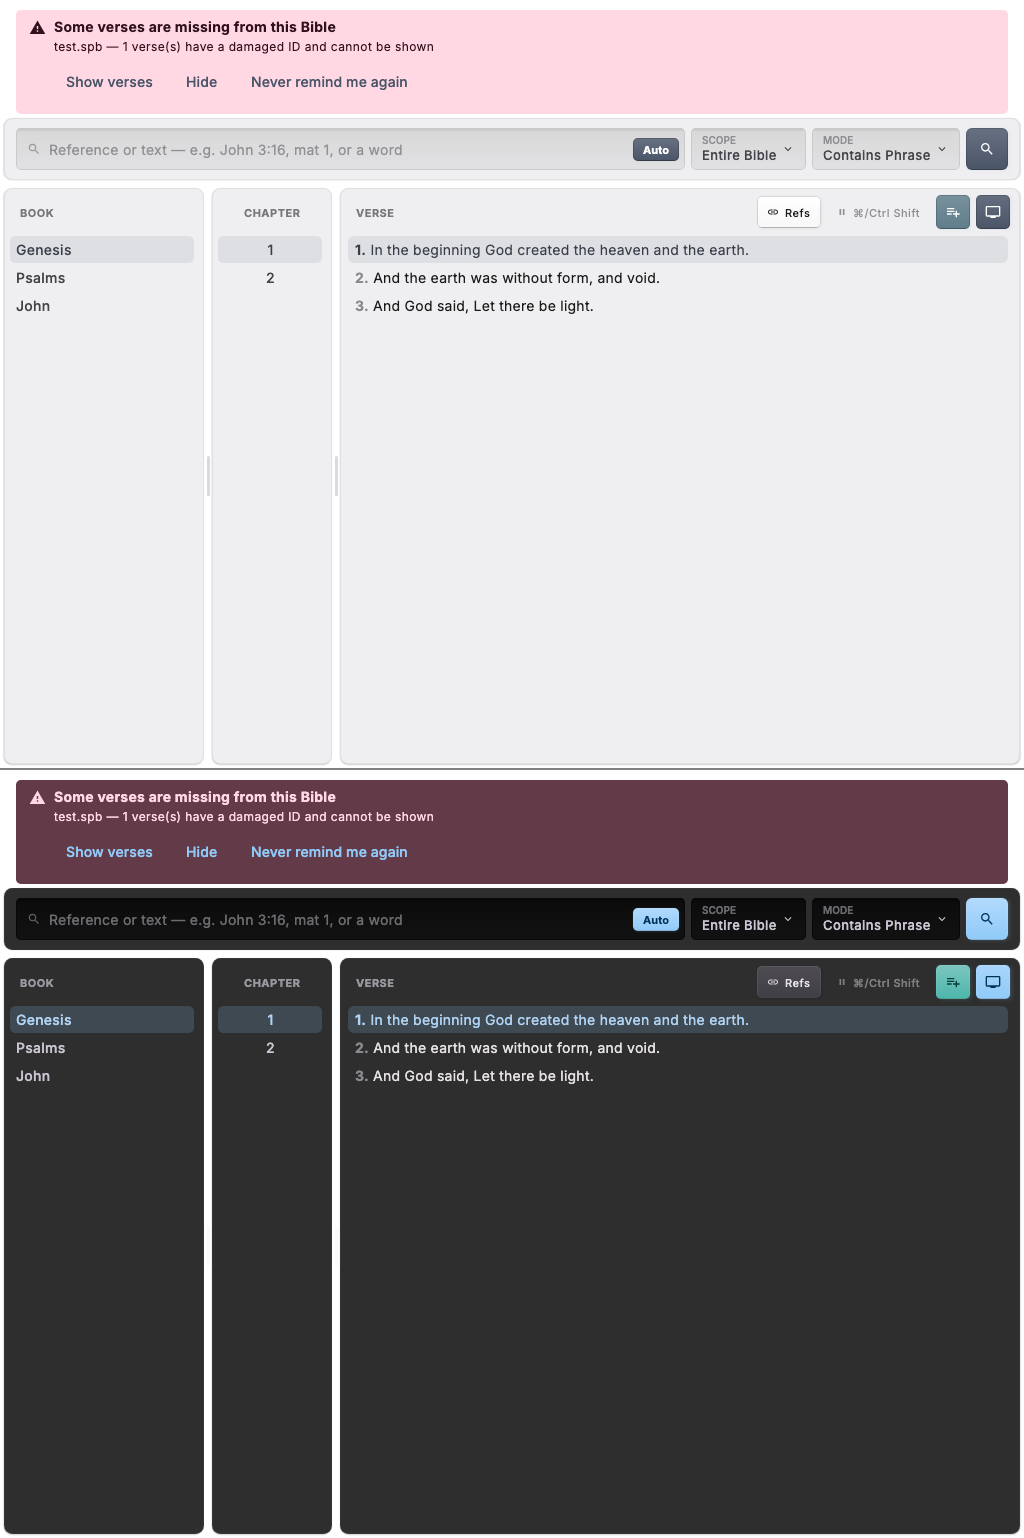 Some verses are missing from this Bible
test.spb — 1 verse(s) have a damaged ID and cannot be shown
Show verses Hide Never remind me again
Reference or text — e.g. John 3:16, mat 1, or a word Auto
SCOPE
Entire Bible
MODE
Contains Phrase
BOOK
Genesis
Psalms
John
CHAPTER
1
2
VERSE Refs ⌘/Ctrl Shift
1. In the beginning God created the heaven and the earth.
2. And the earth was without form, and void.
3. And God said, Let there be light.
Some verses are missing from this Bible
test.spb — 1 verse(s) have a damaged ID and cannot be shown
Show verses Hide Never remind me again
Reference or text — e.g. John 3:16, mat 1, or a word Auto
SCOPE
Entire Bible
MODE
Contains Phrase
BOOK
Genesis
Psalms
John
CHAPTER
1
2
VERSE Refs ⌘/Ctrl Shift
1. In the beginning God created the heaven and the earth.
2. And the earth was without form, and void.
3. And God said, Let there be light.